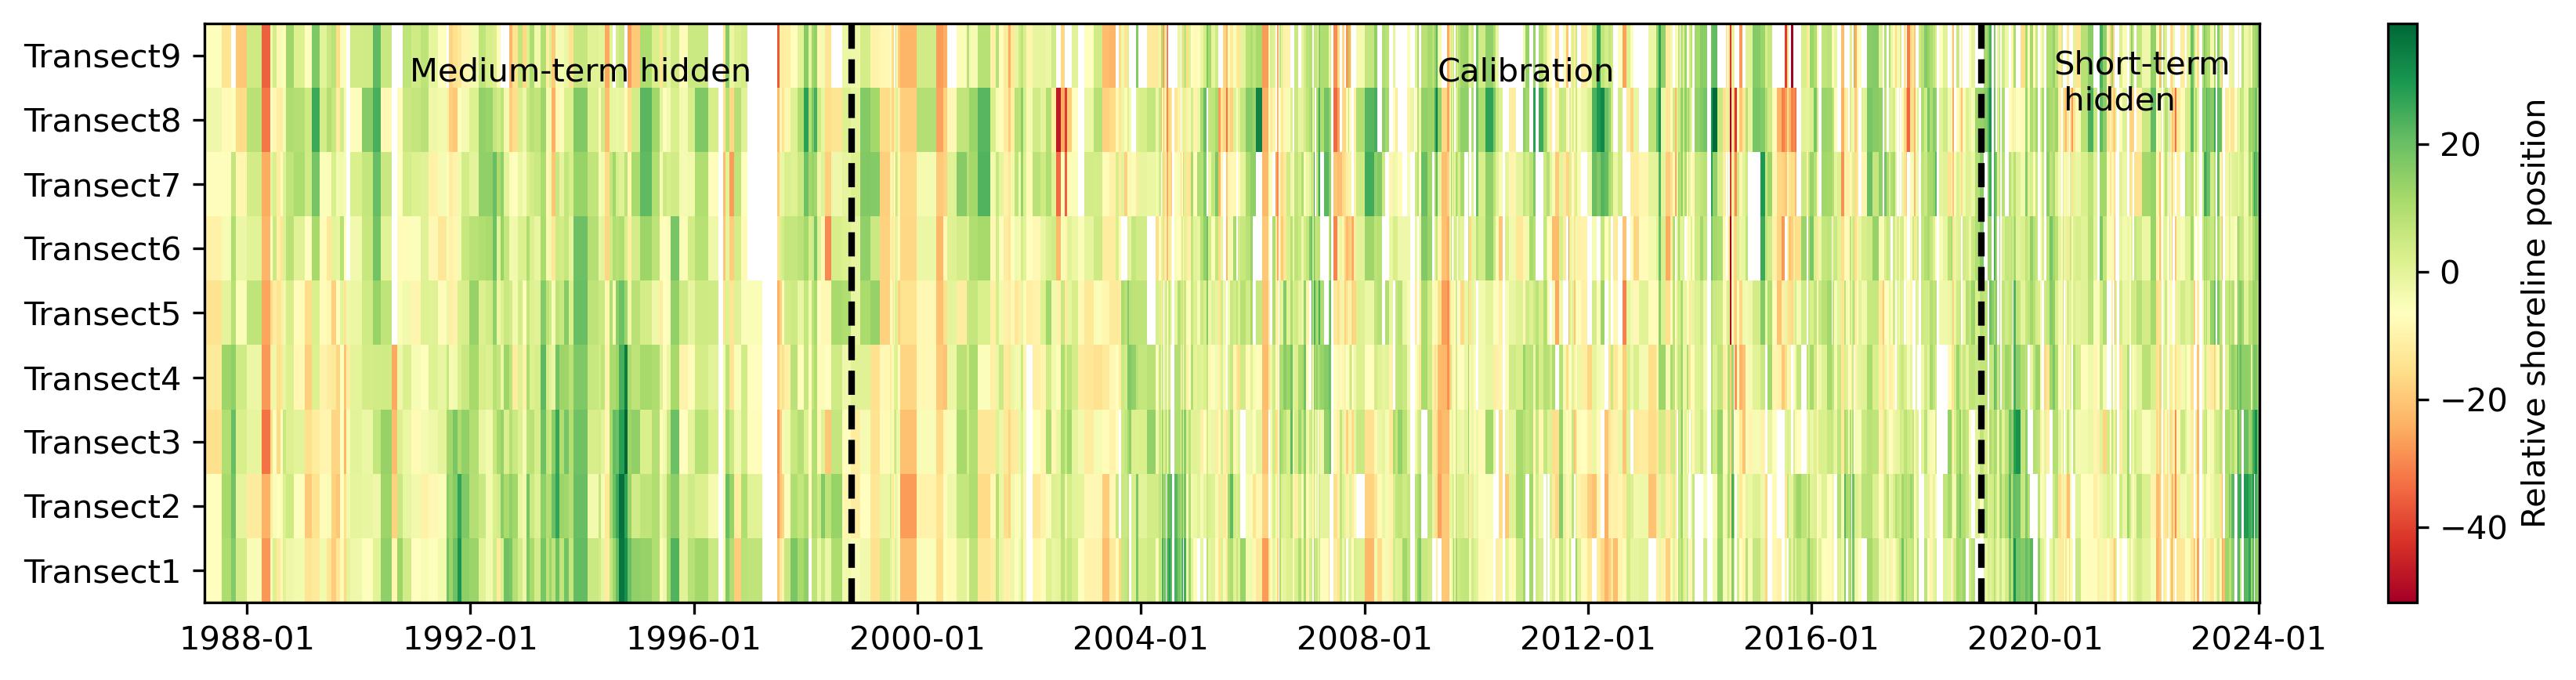 Transect9
Transect8
Transect7
Transect6
Transect5
Transect4
Transect3
Transect2
Transect1
Medium-term hidden
Calibration
Short-term
hidden
1988-01
1992-01
1996-01
2000-01
2004-01
2008-01
2012-01
2016-01
2020-01
2024-01
20
0
−20
−40
Relative shoreline position